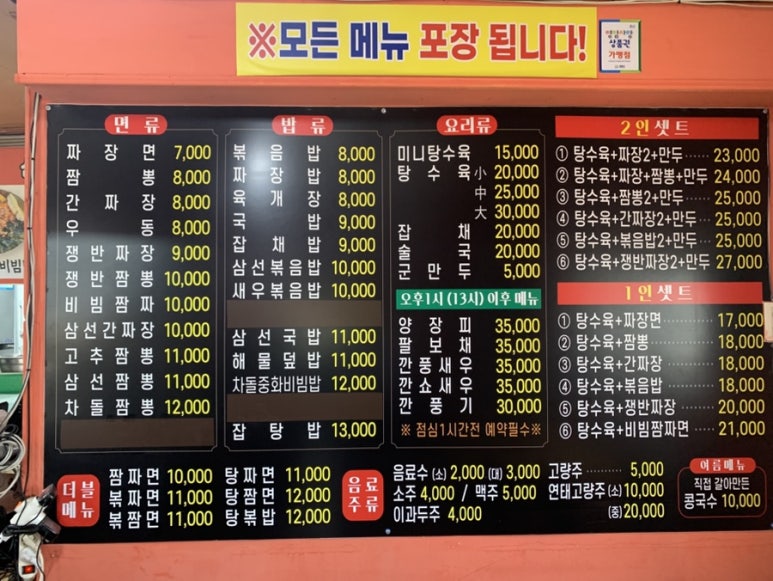 ※모든 메뉴 포장 됩니다!
상품권
가맹점
면 류
짜 장 면 7,000
짬 뽕 8,000
간 짜 장 8,000
우 동 8,000
쟁반짜장 9,000
쟁반짬뽕 10,000
비빔짬짜 10,000
삼선간짜장 10,000
고추짬뽕 11,000
삼선짬뽕 11,000
차돌짬뽕 12,000
밥 류
볶 음 밥 8,000
짜 장 밥 8,000
육 개 장 8,000
국 밥 9,000
잡 채 밥 9,000
삼선볶음밥 10,000
새우볶음밥 10,000
삼선국밥 11,000
해물덮밥 11,000
차돌중화비빔밥 12,000
잡 탕 밥 13,000
요리류
미니탕수육 15,000
탕 수 육 小 20,000
中 25,000
大 30,000
잡 채 20,000
술 국 20,000
군 만 두 5,000
오후1시 (13시) 이후 메뉴
양 장 피 35,000
팔 보 채 35,000
깐풍새우 35,000
깐쇼새우 35,000
깐 풍 기 30,000
※ 점심1시간전 예약필수※
2인셋트
① 탕수육+짜장2+만두 ······ 23,000
② 탕수육+짜장+짬뽕+만두 ·· 24,000
③ 탕수육+짬뽕2+만두 ······ 25,000
④ 탕수육+간짜장2+만두 ···· 25,000
⑤ 탕수육+볶음밥2+만두 ···· 25,000
⑥ 탕수육+쟁반짜장2+만두 ·· 27,000
1인셋트
① 탕수육+짜장면 ·········· 17,000
② 탕수육+짬뽕 ············ 18,000
③ 탕수육+간짜장 ·········· 18,000
④ 탕수육+볶음밥 ·········· 18,000
⑤ 탕수육+쟁반짜장 ········ 20,000
⑥ 탕수육+비빔짬짜면 ······ 21,000
더블
메뉴
짬짜면 10,000 탕짜면 11,000
볶짜면 11,000 탕짬면 12,000
볶짬면 11,000 탕볶밥 12,000
음료
주류
음료수 (소) 2,000 (대) 3,000
소주 4,000 / 맥주 5,000
이과두주 4,000
고량주 ········ 5,000
연태고량주 (소) 10,000
(중) 20,000
여름메뉴
직접 갈아만든
콩국수 10,000
비빔